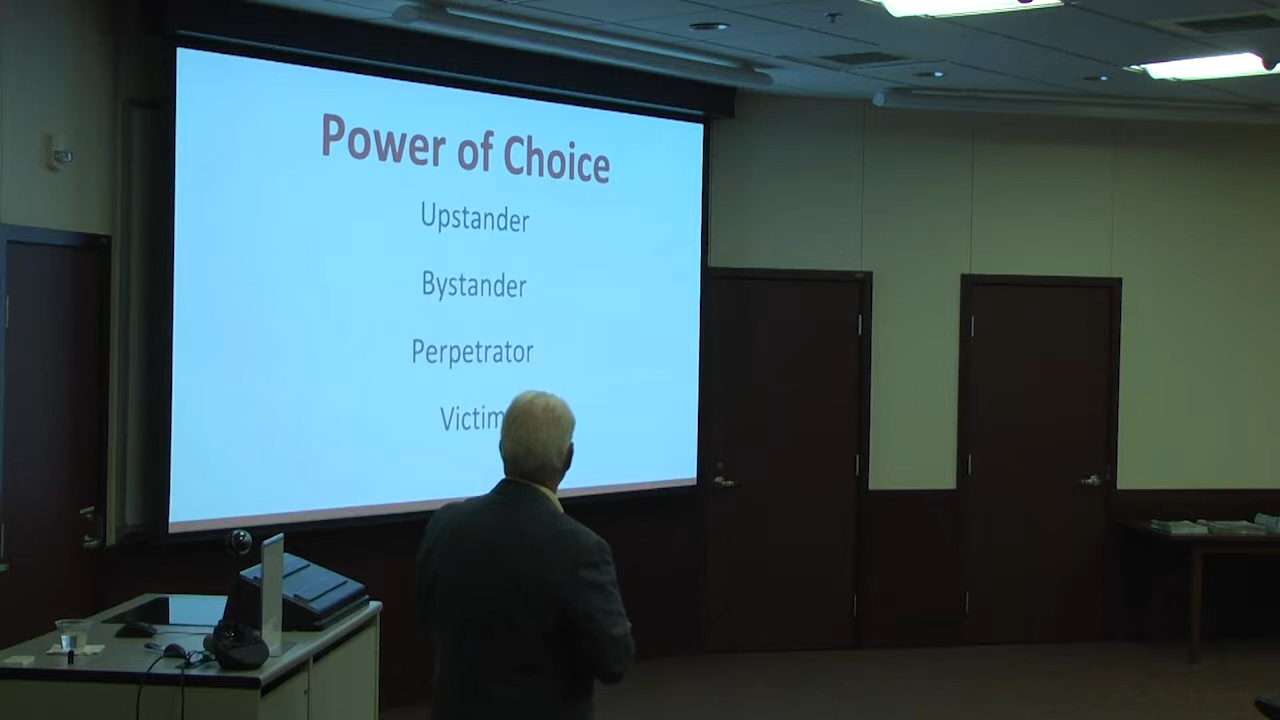 Power of Choice
Upstander
Bystander
Perpetrator
Victim